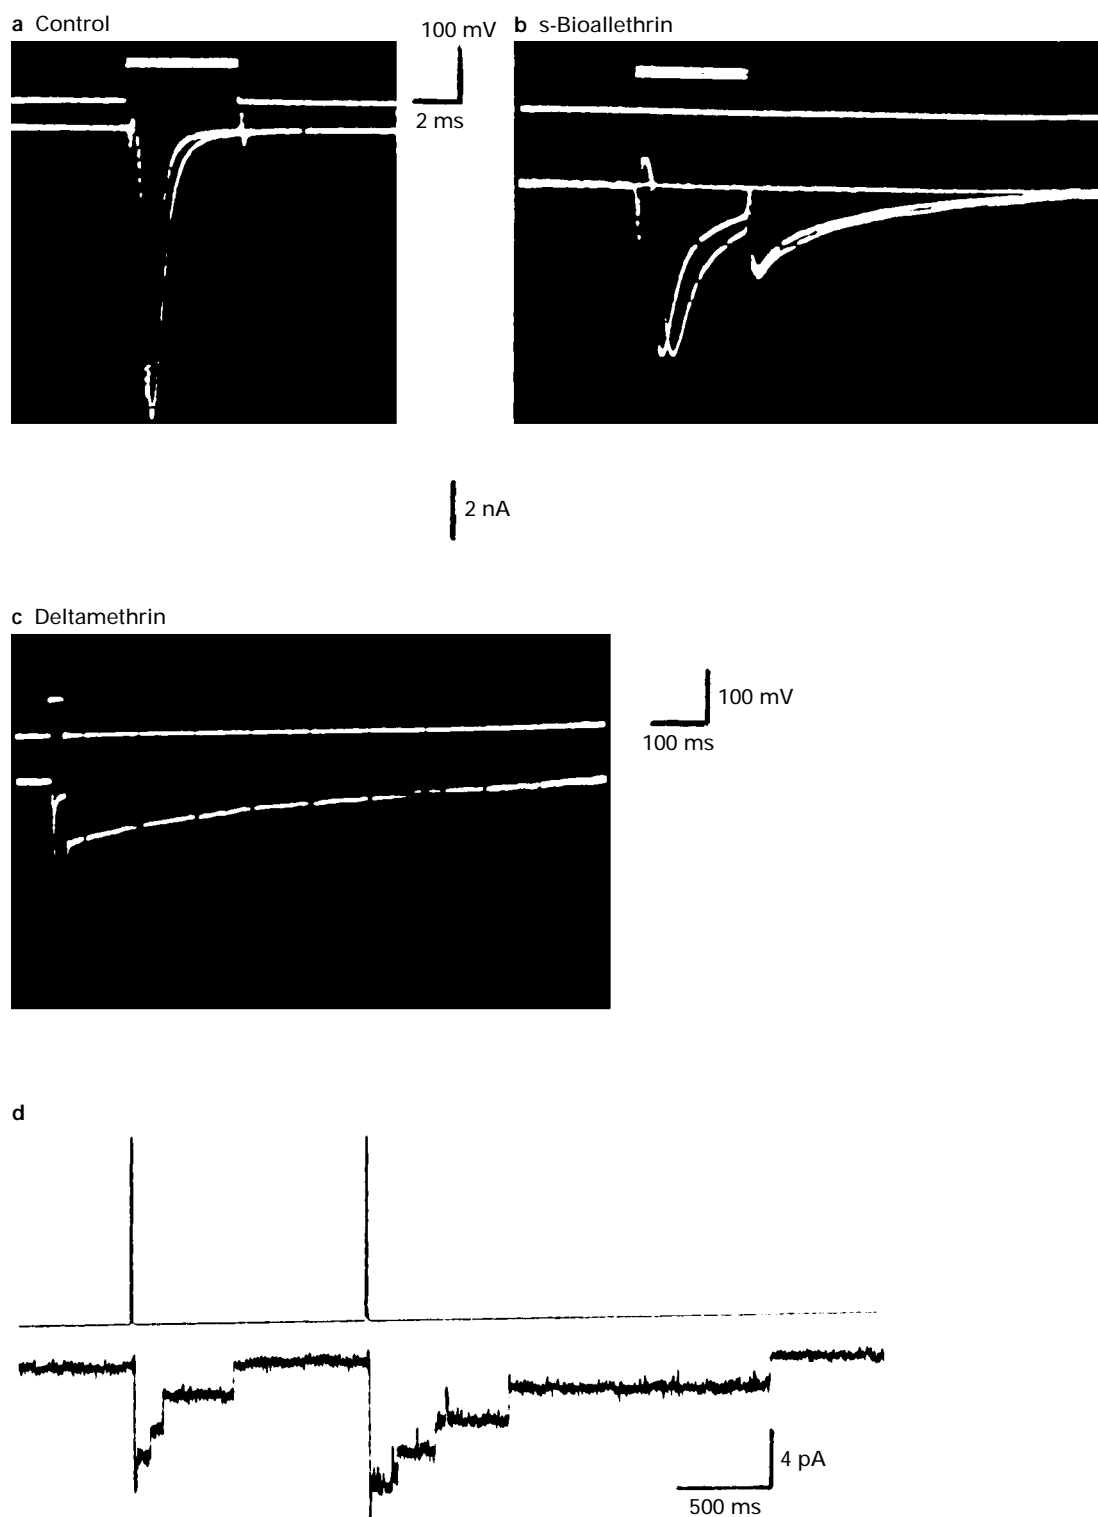 a Control
100 mV
2 ms
b s-Bioallethrin
2 nA
c Deltamethrin
100 mV
100 ms
d
4 pA
500 ms